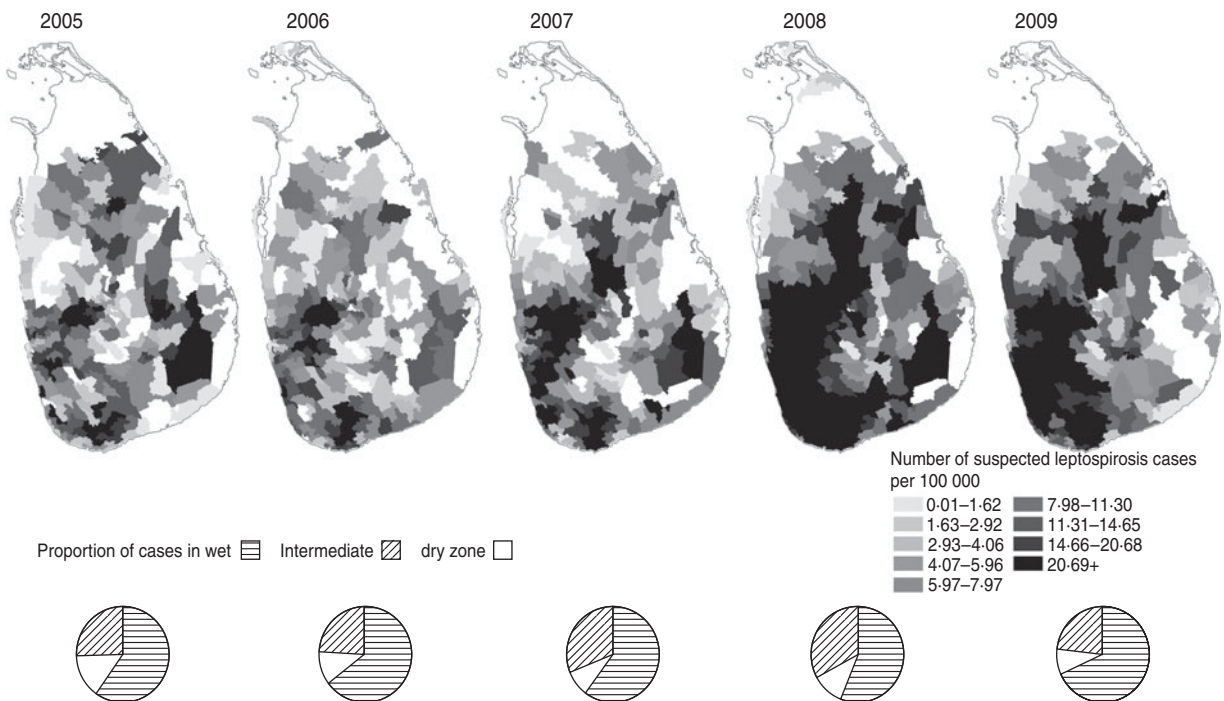 2005
2006
2007
2008
2009
Number of suspected leptospirosis cases
per 100 000
0·01–1·62
7·98–11·30
1·63–2·92
11·31–14·65
2·93–4·06
14·66–20·68
4·07–5·96
20·69+
5·97–7·97
Proportion of cases in wet
Intermediate
dry zone